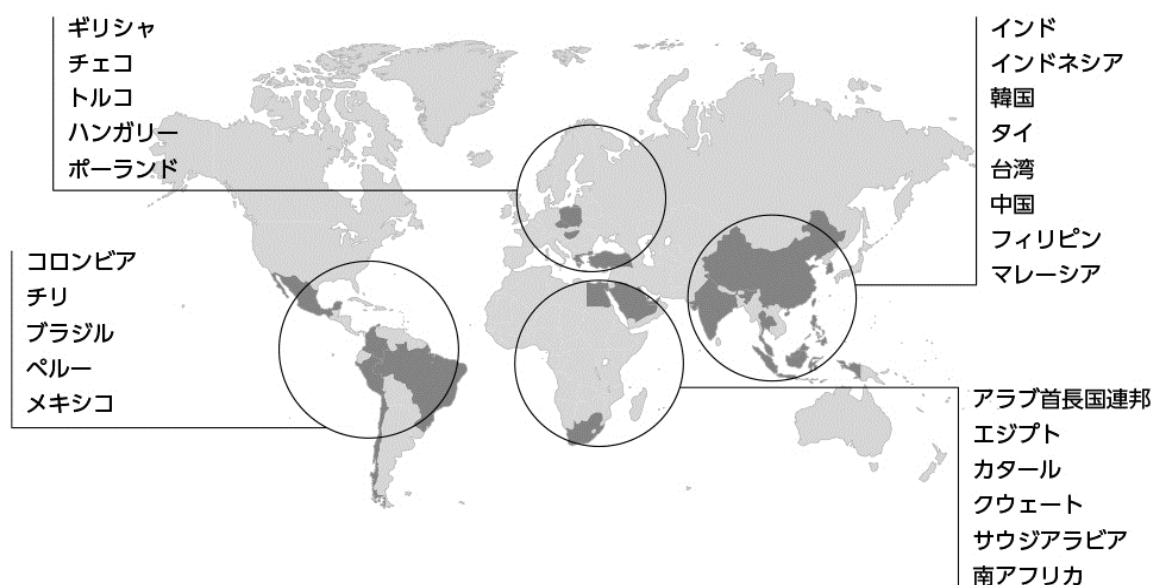 ギリシャ
チェコ
トルコ
ハンガリー
ポーランド
コロンビア
チリ
ブラジル
ペルー
メキシコ
インド
インドネシア
韓国
タイ
台湾
中国
フィリピン
マレーシア
アラブ首長国連邦
エジプト
カタール
クウェート
サウジアラビア
南アフリカ